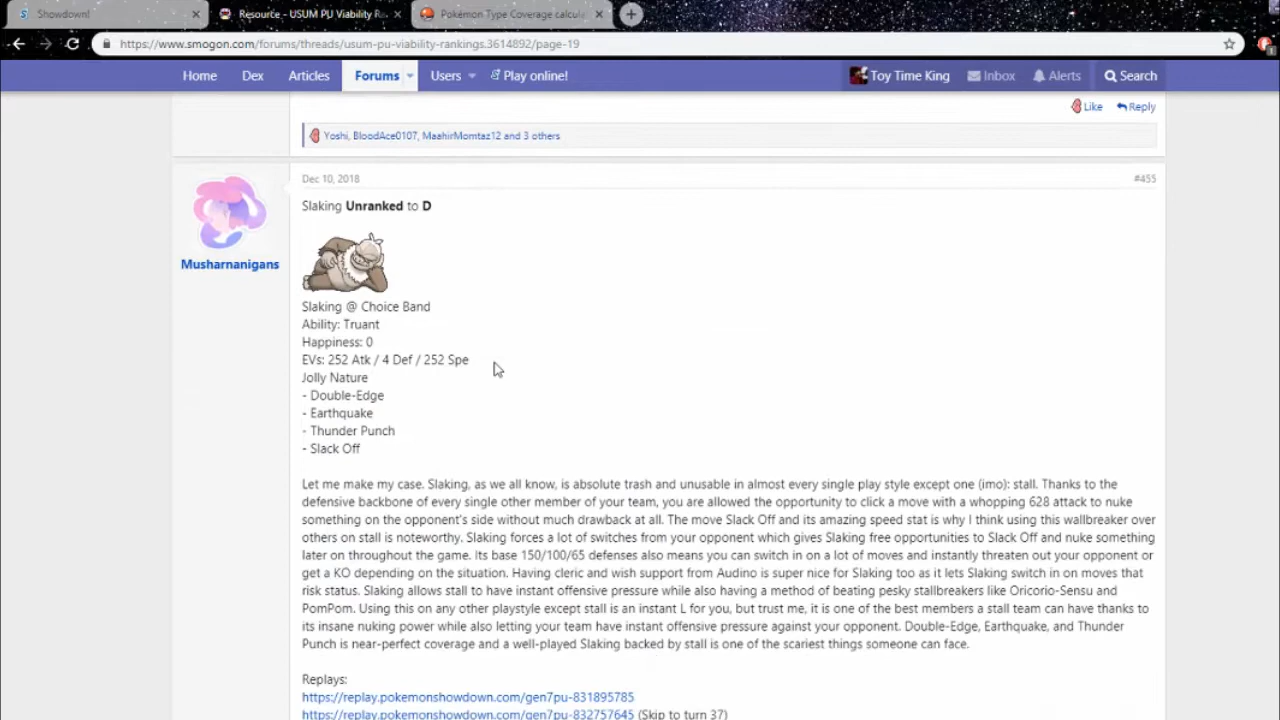 Showdown!
Resource - USUM PU Viability R
Pokémon Type Coverage calcul
https://www.smogon.com/forums/threads/usum-pu-viability-rankings.3614892/page-19
Home Dex Articles Forums Users Play online! Toy Time King Inbox Alerts Search
Like Reply
Yoshi, BloodAce0107, MaahirMomtaz12 and 3 others
Dec 10, 2018 #455
Slaking Unranked to D
Musharnanigans
Slaking @ Choice Band
Ability: Truant
Happiness: 0
EVs: 252 Atk / 4 Def / 252 Spe
Jolly Nature
- Double-Edge
- Earthquake
- Thunder Punch
- Slack Off
Let me make my case. Slaking, as we all know, is absolute trash and unusable in almost every single play style except one (imo): stall. Thanks to the
defensive backbone of every single other member of your team, you are allowed the opportunity to click a move with a whopping 628 attack to nuke
something on the opponent's side without much drawback at all. The move Slack Off and its amazing speed stat is why I think using this wallbreaker over
others on stall is noteworthy. Slaking forces a lot of switches from your opponent which gives Slaking free opportunities to Slack Off and nuke something
later on throughout the game. Its base 150/100/65 defenses also means you can switch in on a lot of moves and instantly threaten out your opponent or
get a KO depending on the situation. Having cleric and wish support from Audino is super nice for Slaking too as it lets Slaking switch in on moves that
risk status. Slaking allows stall to have instant offensive pressure while also having a method of beating pesky stallbreakers like Oricorio-Sensu and
PomPom. Using this on any other playstyle except stall is an instant L for you, but trust me, it is one of the best members a stall team can have thanks to
its insane nuking power while also letting your team have instant offensive pressure against your opponent. Double-Edge, Earthquake, and Thunder
Punch is near-perfect coverage and a well-played Slaking backed by stall is one of the scariest things someone can face.
Replays:
https://replay.pokemonshowdown.com/gen7pu-831895785
https://replay.pokemonshowdown.com/gen7pu-832757645 (Skip to turn 37)